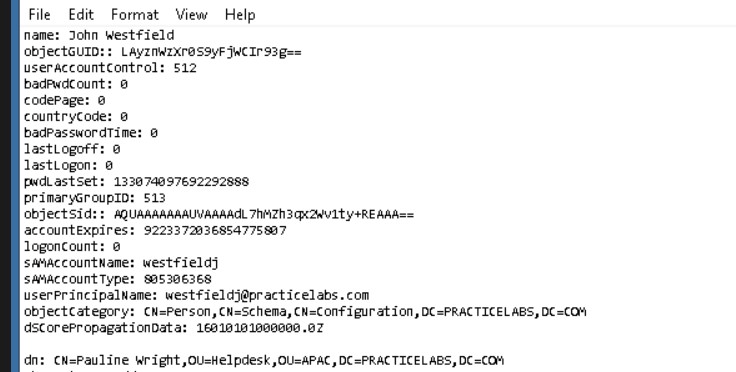 File Edit Format View Help
name: John Westfield
objectGUID:: LAyznWzXr0S9yFjWCIr93g==
userAccountControl: 512
badPwdCount: 0
codePage: 0
countryCode: 0
badPasswordTime: 0
lastLogoff: 0
lastLogon: 0
pwdLastSet: 133074097692292888
primaryGroupID: 513
objectSid:: AQUAAAAAAAUVAAAAdL7hMZh3qx2Wv1ty+REAAA==
accountExpires: 9223372036854775807
logonCount: 0
sAMAccountName: westfieldj
sAMAccountType: 805306368
userPrincipalName: westfieldj@practicelabs.com
objectCategory: CN=Person,CN=Schema,CN=Configuration,DC=PRACTICELABS,DC=COM
dSCorePropagationData: 16010101000000.0Z
dn: CN=Pauline Wright,OU=Helpdesk,OU=APAC,DC=PRACTICELABS,DC=COM